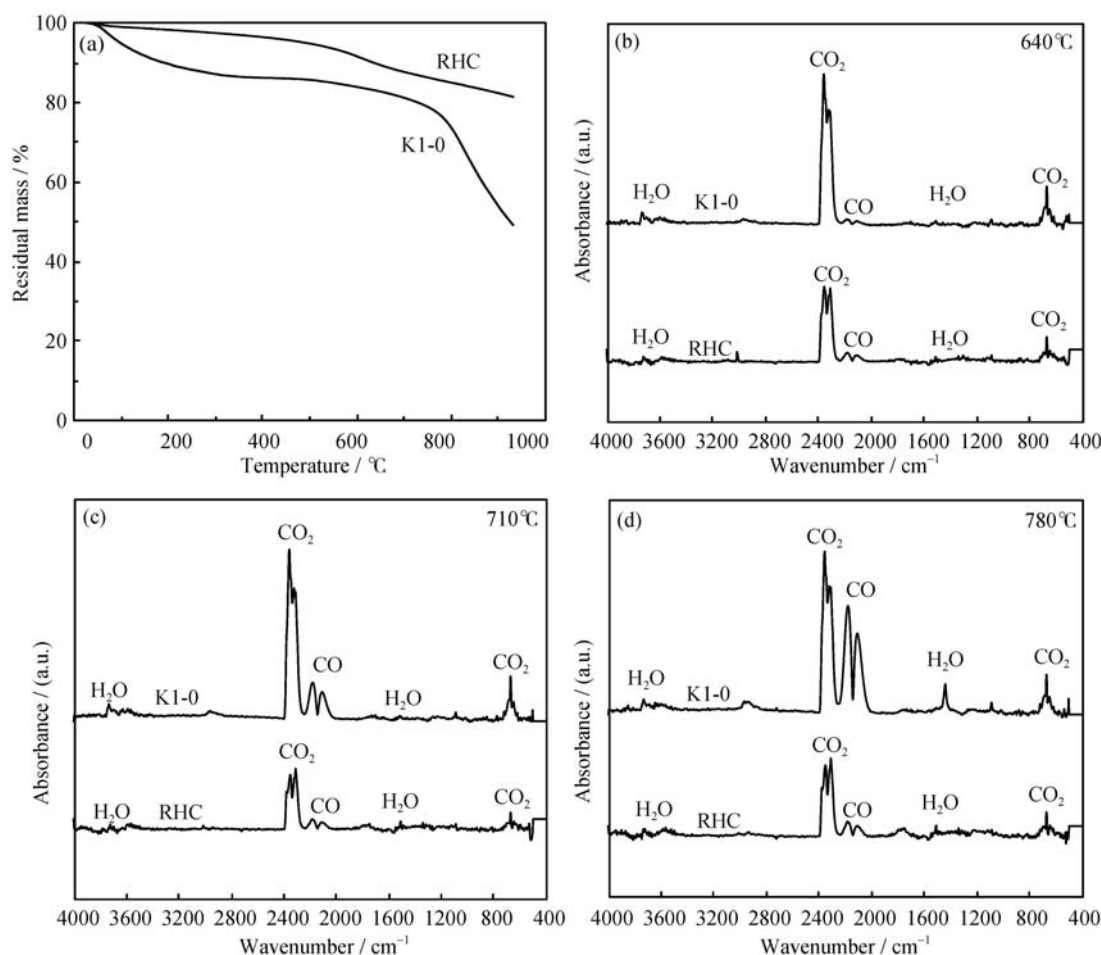 (a)
100
80
60
40
20
0
Residual mass / %
RHC
K1-0
0 200 400 600 800 1000
Temperature / °C
(b)
640°C
CO₂
H₂O
K1-0
CO
H₂O
CO₂
CO₂
H₂O
RHC
CO
H₂O
CO₂
Absorbance / (a.u.)
4000 3600 3200 2800 2400 2000 1600 1200 800 400
Wavenumber / cm⁻¹
(c)
710°C
CO₂
H₂O
K1-0
CO
H₂O
CO₂
CO₂
H₂O
RHC
CO
H₂O
CO₂
Absorbance / (a.u.)
4000 3600 3200 2800 2400 2000 1600 1200 800 400
Wavenumber / cm⁻¹
(d)
780°C
CO₂
CO
H₂O
K1-0
H₂O
CO₂
CO₂
H₂O
RHC
CO
H₂O
CO₂
Absorbance / (a.u.)
4000 3600 3200 2800 2400 2000 1600 1200 800 400
Wavenumber / cm⁻¹